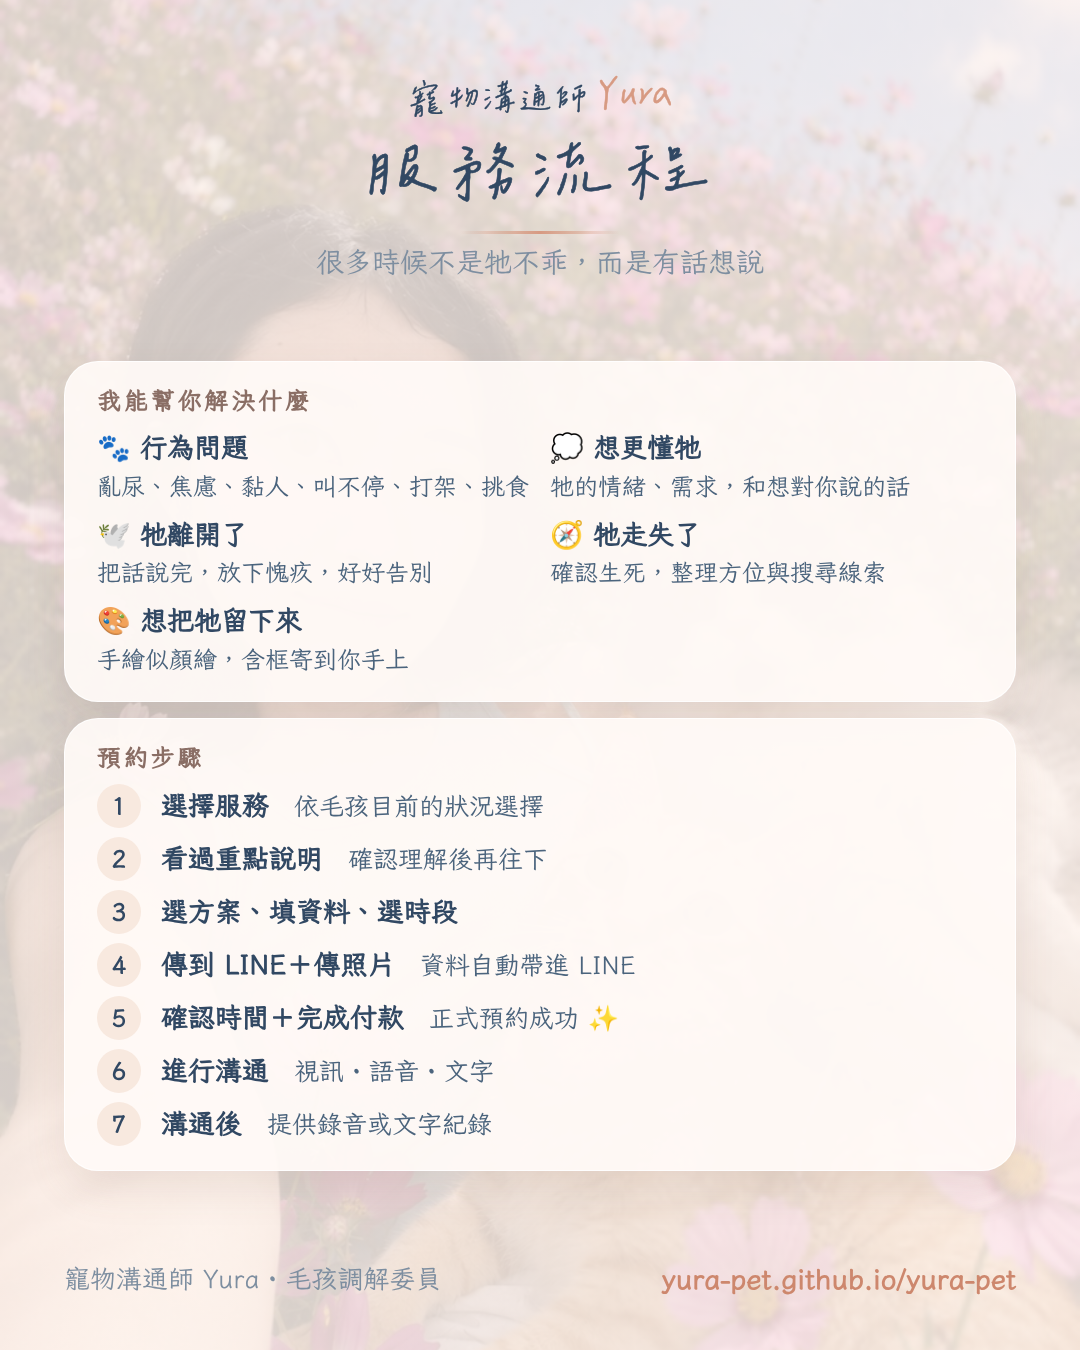 寵物溝通師 Yura
服務流程
很多時候不是牠不乖，而是有話想說
我能幫你解決什麼
🐾 行為問題
亂尿、焦慮、黏人、叫不停、打架、挑食
💭 想更懂牠
牠的情緒、需求，和想對你說的話
🕊️ 牠離開了
把話說完，放下愧疚，好好告別
🧭 牠走失了
確認生死，整理方位與搜尋線索
🎨 想把牠留下來
手繪似顏繪，含框寄到你手上
預約步驟
1 選擇服務 依毛孩目前的狀況選擇
2 看過重點說明 確認理解後再往下
3 選方案、填資料、選時段
4 傳到 LINE＋傳照片 資料自動帶進 LINE
5 確認時間＋完成付款 正式預約成功 ✨
6 進行溝通 視訊・語音・文字
7 溝通後 提供錄音或文字紀錄
寵物溝通師 Yura・毛孩調解委員
yura-pet.github.io/yura-pet